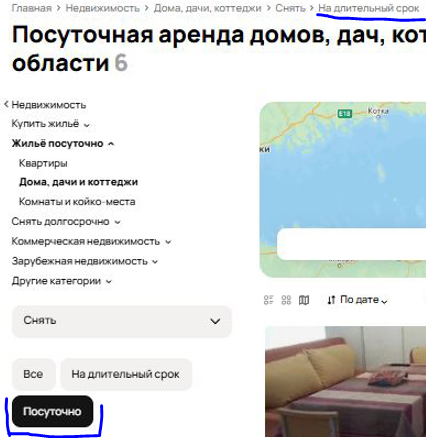 Главная > Недвижимость > Дома, дачи, коттеджи > Снять > На длительный срок
Посуточная аренда домов, дач, кот
области 6
Недвижимость
Купить жильё
Жильё посуточно
Квартиры
Дома, дачи и коттеджи
Комнаты и койко-места
Снять долгосрочно
Коммерческая недвижимость
Зарубежная недвижимость
Другие категории
Снять
Все
На длительный срок
Посуточно
E18
Котка
ки
По дате